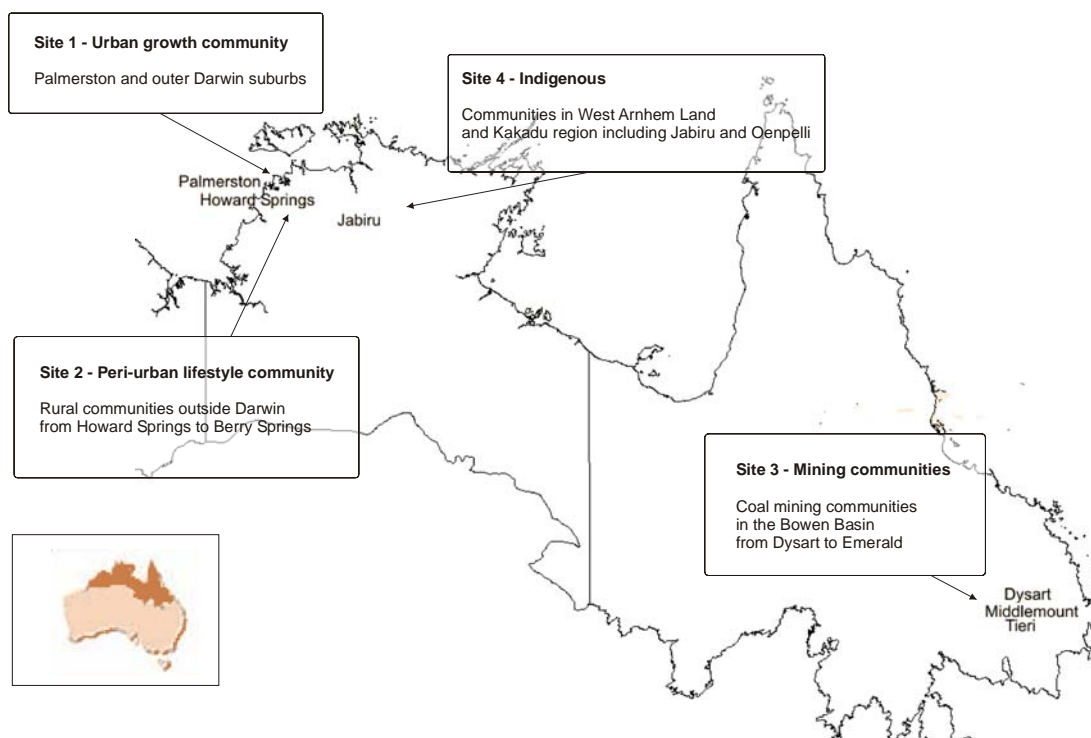 Site 1 - Urban growth community
Palmerston and outer Darwin suburbs
Site 4 - Indigenous
Communities in West Arnhem Land
and Kakadu region including Jabiru and Oenpelli
Palmerston
Howard Springs
Jabiru
Site 2 - Peri-urban lifestyle community
Rural communities outside Darwin
from Howard Springs to Berry Springs
Site 3 - Mining communities
Coal mining communities
in the Bowen Basin
from Dysart to Emerald
Dysart
Middlemount
Tieri